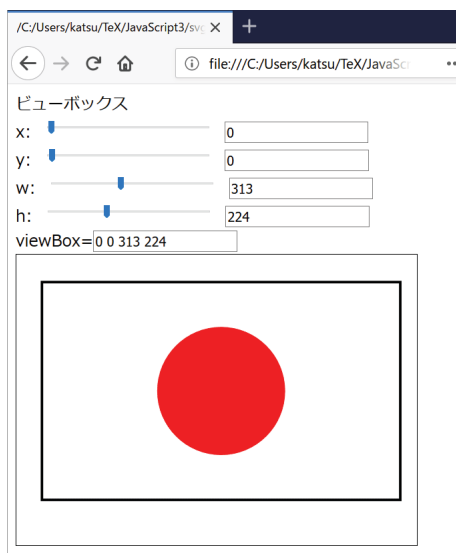 /C:/Users/katsu/TeX/JavaScript3/svg
file:///C:/Users/katsu/TeX/JavaScr
ビューボックス
x: 0
y: 0
w: 313
h: 224
viewBox=0 0 313 224